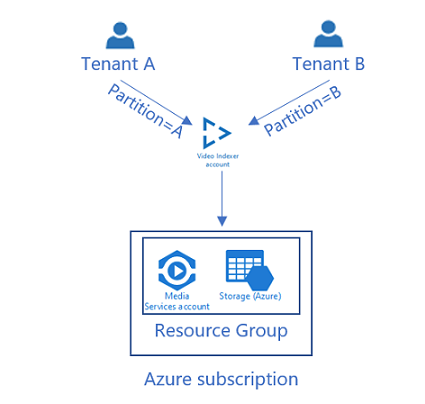 Tenant A
Tenant B
Partition=A
Partition=B
Video Indexer
account
Media
Services account
Storage (Azure)
Resource Group
Azure subscription